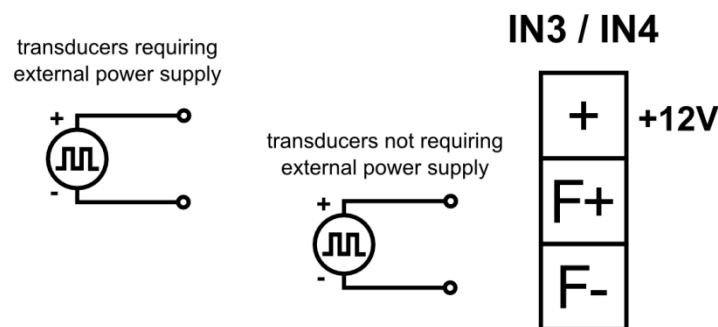 transducers requiring
external power supply
+
-
transducers not requiring
external power supply
+
-
IN3 / IN4
+
+12V
F+
F-